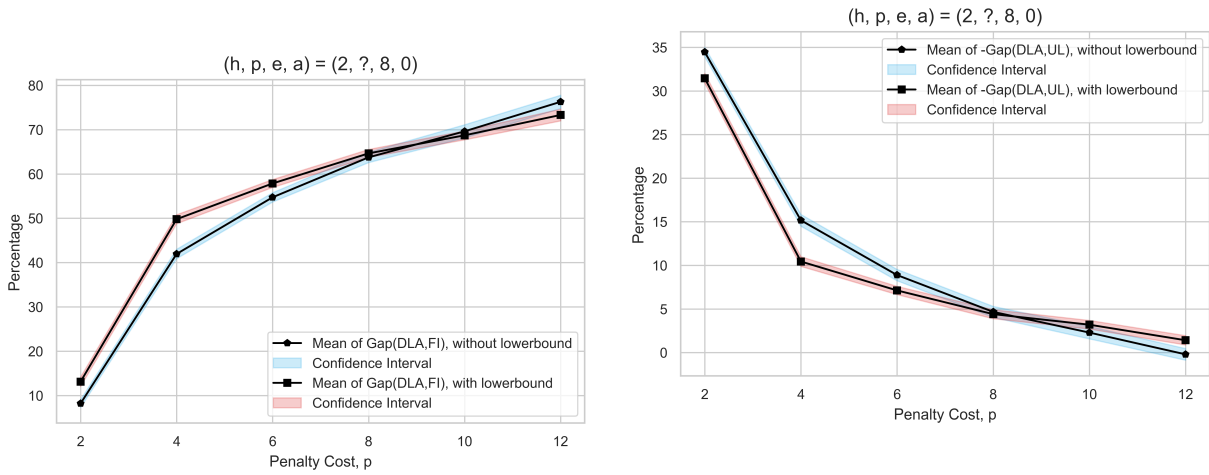 (h, p, e, a) = (2, ?, 8, 0)
Percentage
80
70
60
50
40
30
20
10
Mean of Gap(DLA,FI), without lowerbound
Confidence Interval
Mean of Gap(DLA,FI), with lowerbound
Confidence Interval
2 4 6 8 10 12
Penalty Cost, p
(h, p, e, a) = (2, ?, 8, 0)
Percentage
35
30
25
20
15
10
5
0
Mean of -Gap(DLA,UL), without lowerbound
Confidence Interval
Mean of -Gap(DLA,UL), with lowerbound
Confidence Interval
2 4 6 8 10 12
Penalty Cost, p